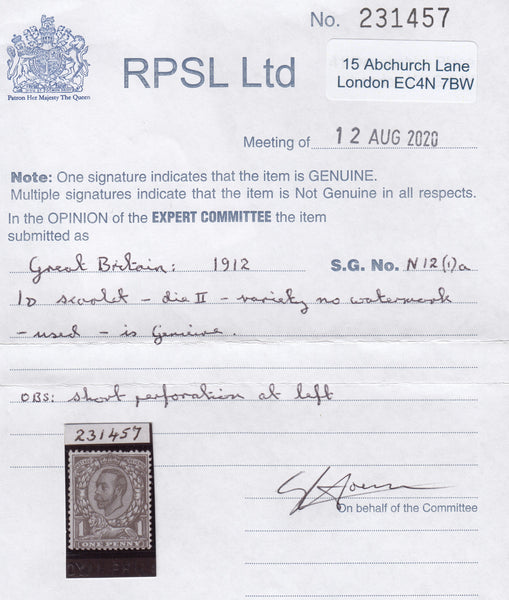 No. 231457
RPSL Ltd
15 Abchurch Lane
London EC4N 7BW
Patron Her Majesty The Queen
Meeting of 12 AUG 2020
Note: One signature indicates that the item is GENUINE.
Multiple signatures indicate that the item is Not Genuine in all respects.
In the OPINION of the EXPERT COMMITTEE the item
submitted as
Great Britain: 1912 S.G. No. N12(1)a
1D scarlet – die II – variety no watermark
– used – is Genuine.
OBS: short perforation at left
231457
1 1
ONE PENNY
On behalf of the Committee